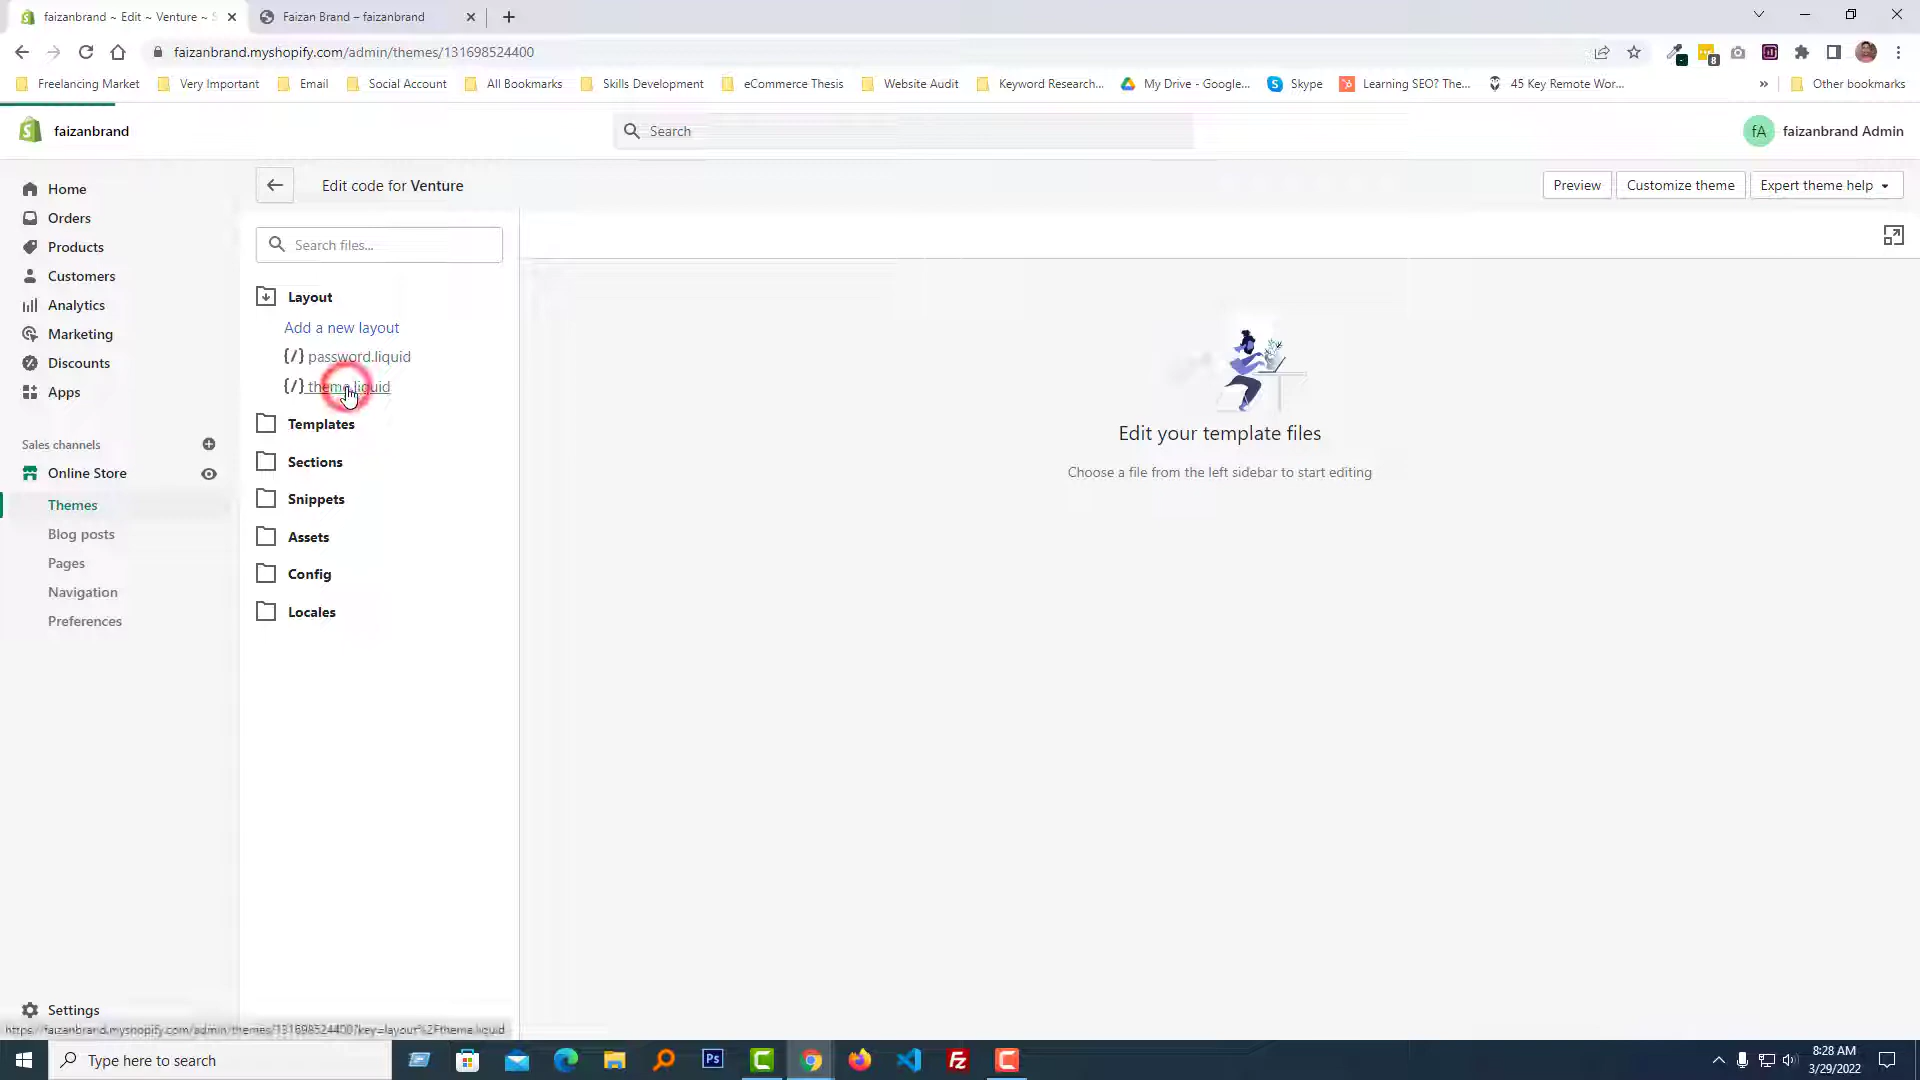 faizanbrand ~ Edit ~ Venture ~ S
Faizan Brand – faizanbrand
faizanbrand.myshopify.com/admin/themes/131698524400
8
Freelancing Market
Very Important
Email
Social Account
All Bookmarks
Skills Development
eCommerce Thesis
Website Audit
Keyword Research...
My Drive - Google...
Skype
Learning SEO? The...
45 Key Remote Wor...
»
Other bookmarks
faizanbrand
Search
fA
faizanbrand Admin
Home
Orders
Products
Customers
Analytics
Marketing
Discounts
Apps
Sales channels
Online Store
Themes
Blog posts
Pages
Navigation
Preferences
Settings
Edit code for Venture
Preview
Customize theme
Expert theme help
Search files...
Layout
Add a new layout
{/} password.liquid
{/} theme.liquid
Templates
Sections
Snippets
Assets
Config
Locales
Edit your template files
Choose a file from the left sidebar to start editing
https://faizanbrand.myshopify.com/admin/themes/131698524400?key=layout%2Ftheme.liquid
Type here to search
Ps
Fz
8:28 AM
3/29/2022